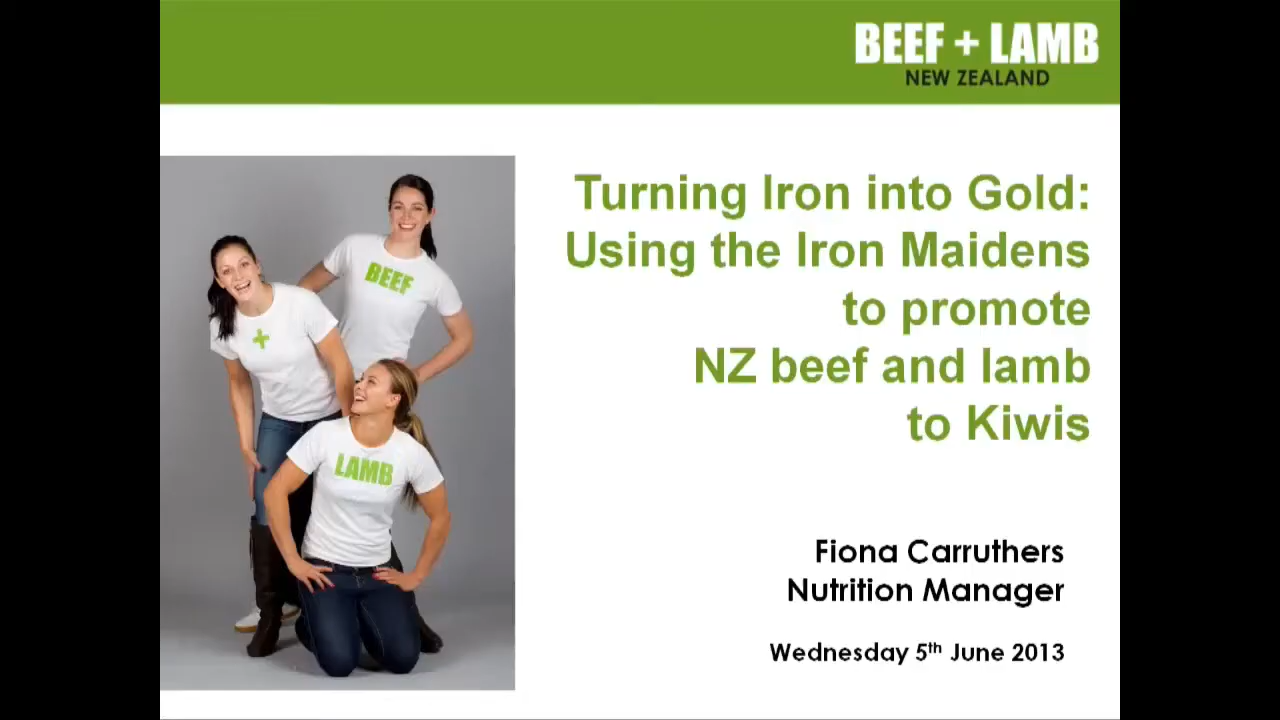 BEEF + LAMB
NEW ZEALAND
Turning Iron into Gold:
Using the Iron Maidens
to promote
NZ beef and lamb
to Kiwis
BEEF
+
LAMB
Fiona Carruthers
Nutrition Manager
Wednesday 5th June 2013